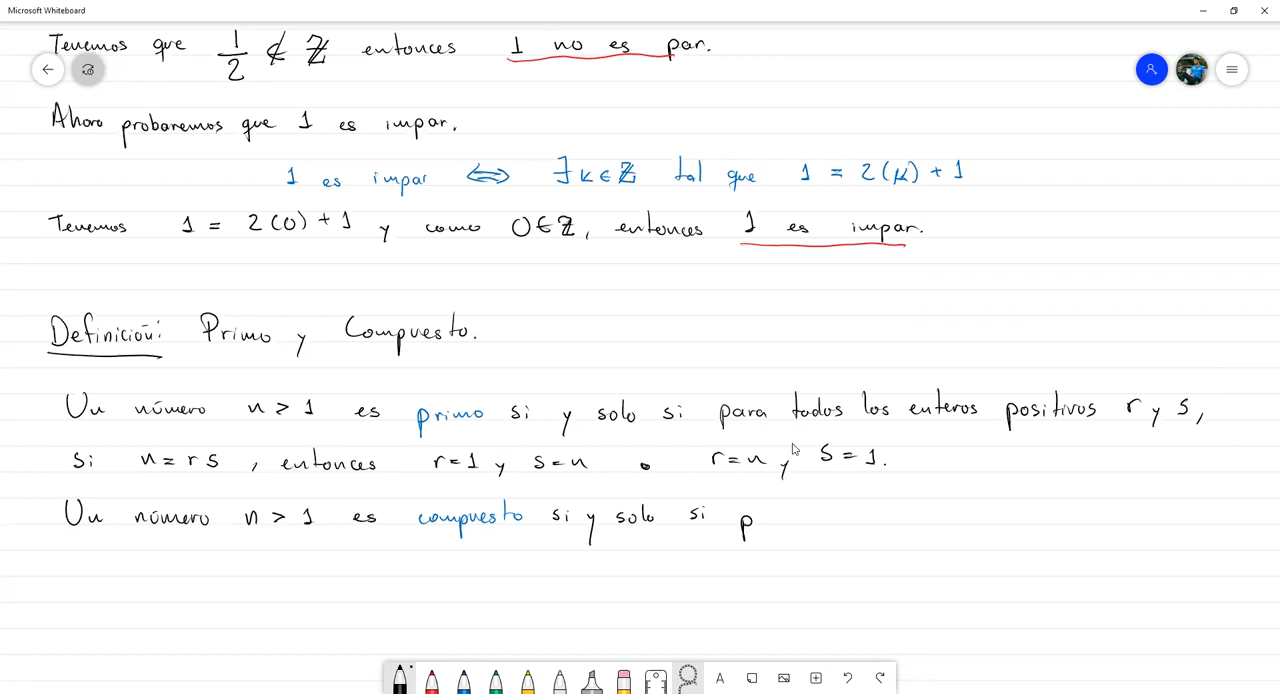 Microsoft Whiteboard
Tenemos que 1/2 ∉ ℤ entonces 1 no es par.
Ahora probaremos que 1 es impar.
1 es impar ⇔ ∃ k ∈ ℤ tal que 1 = 2(k) + 1
Tenemos 1 = 2(0) + 1 y como 0 ∈ ℤ, entonces 1 es impar.
Definición: Primo y Compuesto.
Un número n > 1 es primo si y solo si para todos los enteros positivos r y s,
si n = r s, entonces r = 1 y s = n o r = n y s = 1.
Un número n > 1 es compuesto si y solo si p